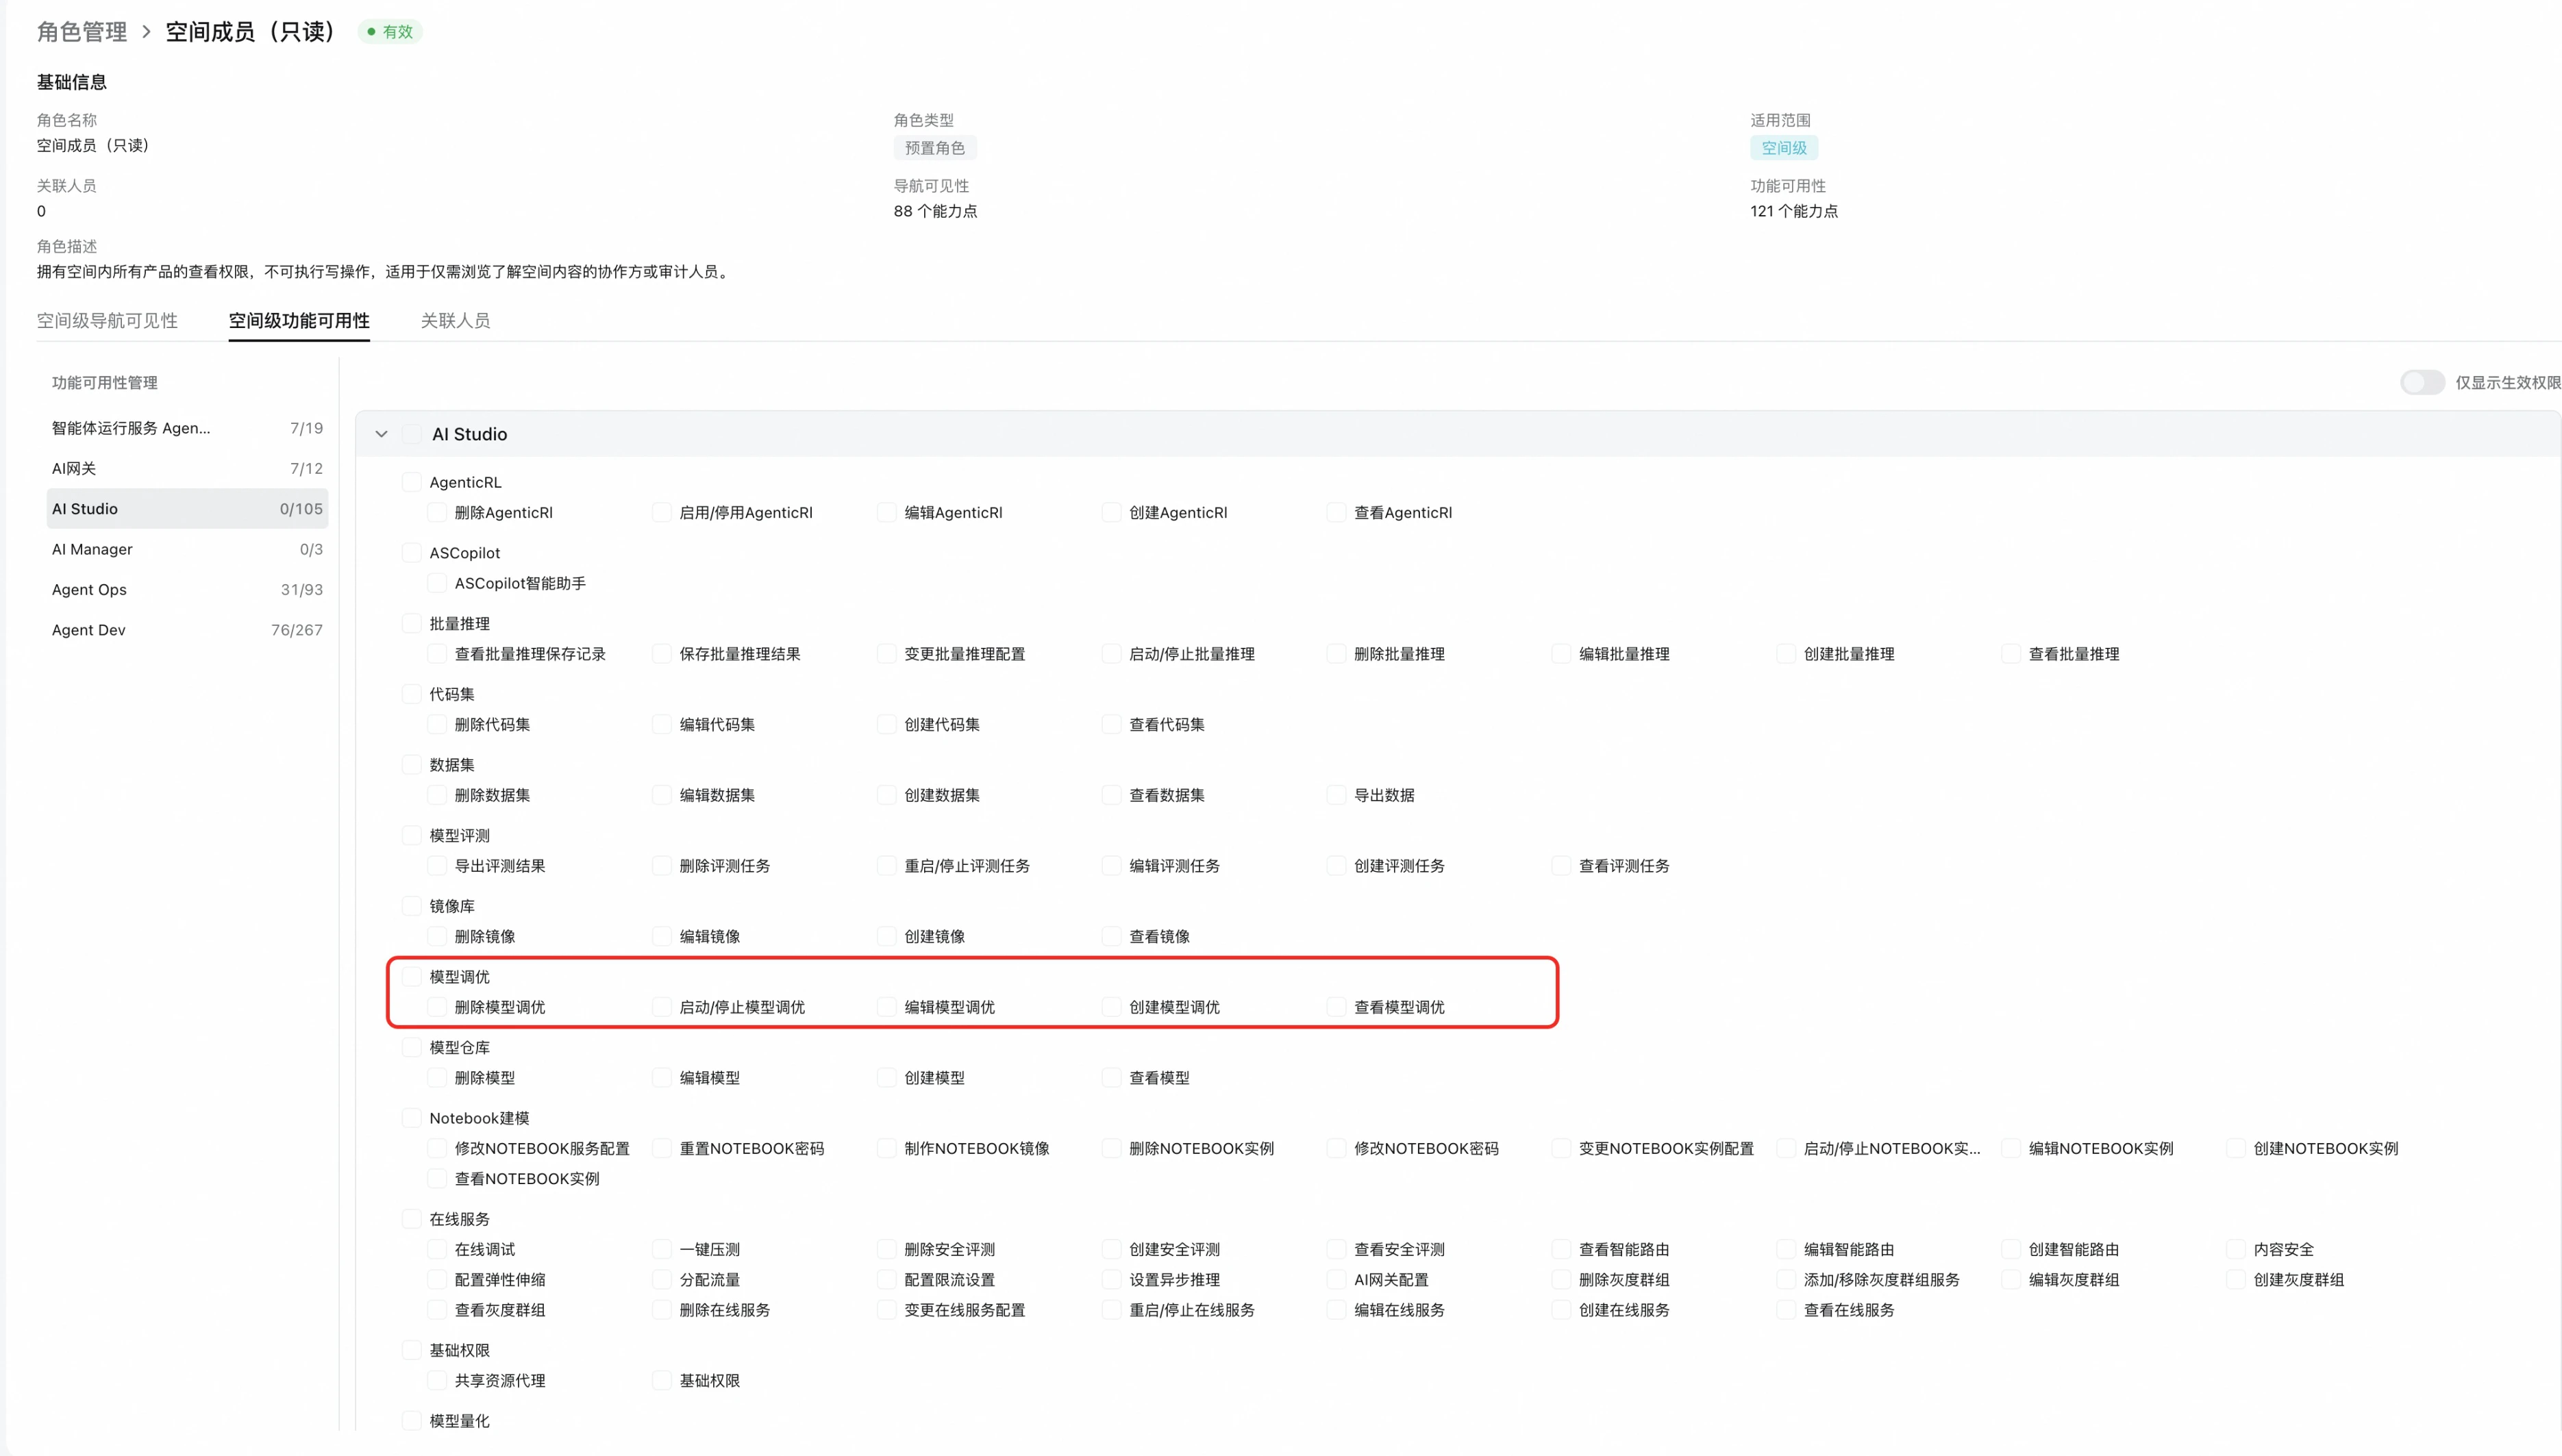 角色管理 > 空间成员（只读） 有效
基础信息
角色名称 角色类型 适用范围
空间成员（只读） 预置角色 空间级
关联人员 导航可见性 功能可用性
0 88 个能力点 121 个能力点
角色描述
拥有空间内所有产品的查看权限，不可执行写操作，适用于仅需浏览了解空间内容的协作方或审计人员。
空间级导航可见性 空间级功能可用性 关联人员
功能可用性管理
智能体运行服务 Agen... 7/19
AI网关 7/12
AI Studio 0/105
AI Manager 0/3
Agent Ops 31/93
Agent Dev 76/267
仅显示生效权限
AI Studio
AgenticRL
删除AgenticRl 启用/停用AgenticRl 编辑AgenticRl 创建AgenticRl 查看AgenticRl
ASCopilot
ASCopilot智能助手
批量推理
查看批量推理保存记录 保存批量推理结果 变更批量推理配置 启动/停止批量推理 删除批量推理 编辑批量推理 创建批量推理 查看批量推理
代码集
删除代码集 编辑代码集 创建代码集 查看代码集
数据集
删除数据集 编辑数据集 创建数据集 查看数据集 导出数据
模型评测
导出评测结果 删除评测任务 重启/停止评测任务 编辑评测任务 创建评测任务 查看评测任务
镜像库
删除镜像 编辑镜像 创建镜像 查看镜像
模型调优
删除模型调优 启动/停止模型调优 编辑模型调优 创建模型调优 查看模型调优
模型仓库
删除模型 编辑模型 创建模型 查看模型
Notebook建模
修改NOTEBOOK服务配置 重置NOTEBOOK密码 制作NOTEBOOK镜像 删除NOTEBOOK实例 修改NOTEBOOK密码 变更NOTEBOOK实例配置 启动/停止NOTEBOOK实... 编辑NOTEBOOK实例 创建NOTEBOOK实例
查看NOTEBOOK实例
在线服务
在线调试 一键压测 删除安全评测 创建安全评测 查看安全评测 查看智能路由 编辑智能路由 创建智能路由 内容安全
配置弹性伸缩 分配流量 配置限流设置 设置异步推理 AI网关配置 删除灰度群组 添加/移除灰度群组服务 编辑灰度群组 创建灰度群组
查看灰度群组 删除在线服务 变更在线服务配置 重启/停止在线服务 编辑在线服务 创建在线服务 查看在线服务
基础权限
共享资源代理 基础权限
模型量化